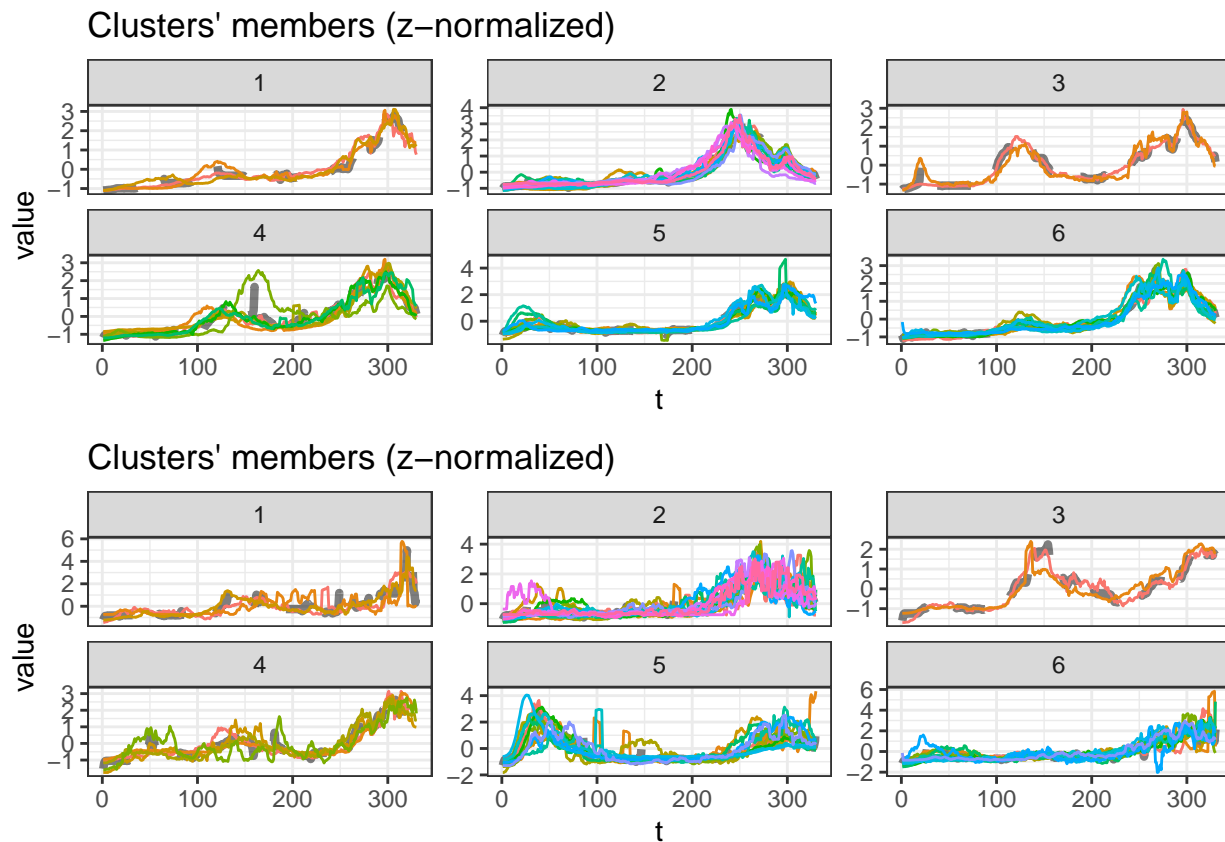 Clusters' members (z−normalized)
1 2 3
3 4 3
2 3 2
1 2 1
0 1 0
−1 0 −1
−1
value
4 5 6
3 4 3
2 2 2
1 0 1
0 0
−1 −1
0 100 200 300 0 100 200 300 0 100 200 300
t
Clusters' members (z−normalized)
1 2 3
6 4 2
4 2 1
2 0 0
0 −1
value
4 5 6
3 4 6
2 2 4
1 0 2
0 −2 0
−1 −2
0 100 200 300 0 100 200 300 0 100 200 300
t